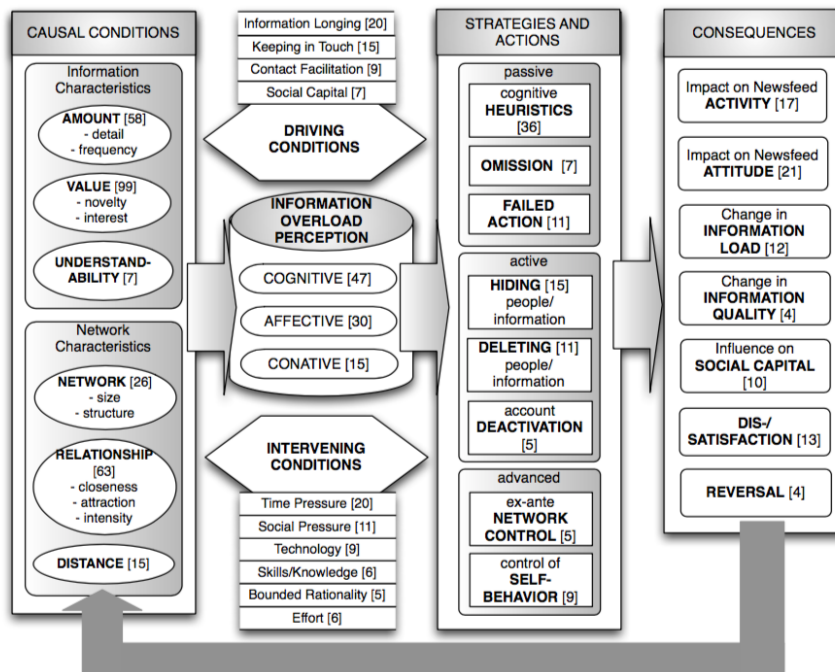 CAUSAL CONDITIONS
Information
Characteristics
AMOUNT [58]
- detail
- frequency
VALUE [99]
- novelty
- interest
UNDERSTAND-
ABILITY [7]
Network
Characteristics
NETWORK [26]
- size
- structure
RELATIONSHIP
[63]
- closeness
- attraction
- intensity
DISTANCE [15]
Information Longing [20]
Keeping in Touch [15]
Contact Facilitation [9]
Social Capital [7]
DRIVING
CONDITIONS
INFORMATION
OVERLOAD
PERCEPTION
COGNITIVE [47]
AFFECTIVE [30]
CONATIVE [15]
INTERVENING
CONDITIONS
Time Pressure [20]
Social Pressure [11]
Technology [9]
Skills/Knowledge [6]
Bounded Rationality [5]
Effort [6]
STRATEGIES AND
ACTIONS
passive
cognitive
HEURISTICS
[36]
OMISSION [7]
FAILED
ACTION [11]
active
HIDING [15]
people/
information
DELETING [11]
people/
information
account
DEACTIVATION
[5]
advanced
ex-ante
NETWORK
CONTROL [5]
control of
SELF-
BEHAVIOR [9]
CONSEQUENCES
Impact on Newsfeed
ACTIVITY [17]
Impact on Newsfeed
ATTITUDE [21]
Change in
INFORMATION
LOAD [12]
Change in
INFORMATION
QUALITY [4]
Influence on
SOCIAL CAPITAL
[10]
DIS-/
SATISFACTION [13]
REVERSAL [4]